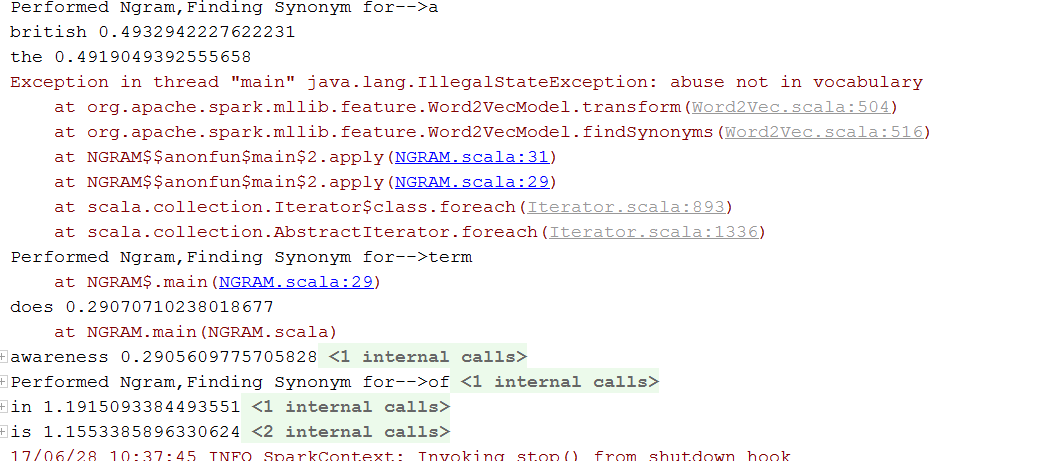 Performed Ngram,Finding Synonym for-->a
british 0.4932942227622231
the 0.4919049392555658
Exception in thread "main" java.lang.IllegalStateException: abuse not in vocabulary
at org.apache.spark.mllib.feature.Word2VecModel.transform(Word2Vec.scala:504)
at org.apache.spark.mllib.feature.Word2VecModel.findSynonyms(Word2Vec.scala:516)
at NGRAM$$anonfun$main$2.apply(NGRAM.scala:31)
at NGRAM$$anonfun$main$2.apply(NGRAM.scala:29)
at scala.collection.Iterator$class.foreach(Iterator.scala:893)
at scala.collection.AbstractIterator.foreach(Iterator.scala:1336)
Performed Ngram,Finding Synonym for-->term
at NGRAM$.main(NGRAM.scala:29)
does 0.29070710238018677
at NGRAM.main(NGRAM.scala)
awareness 0.2905609775705828 <1 internal calls>
Performed Ngram,Finding Synonym for-->of <1 internal calls>
in 1.1915093384493551 <1 internal calls>
is 1.1553385896330624 <2 internal calls>
17/06/28 10:37:45 INFO SparkContext: Invoking stop() from shutdown hook